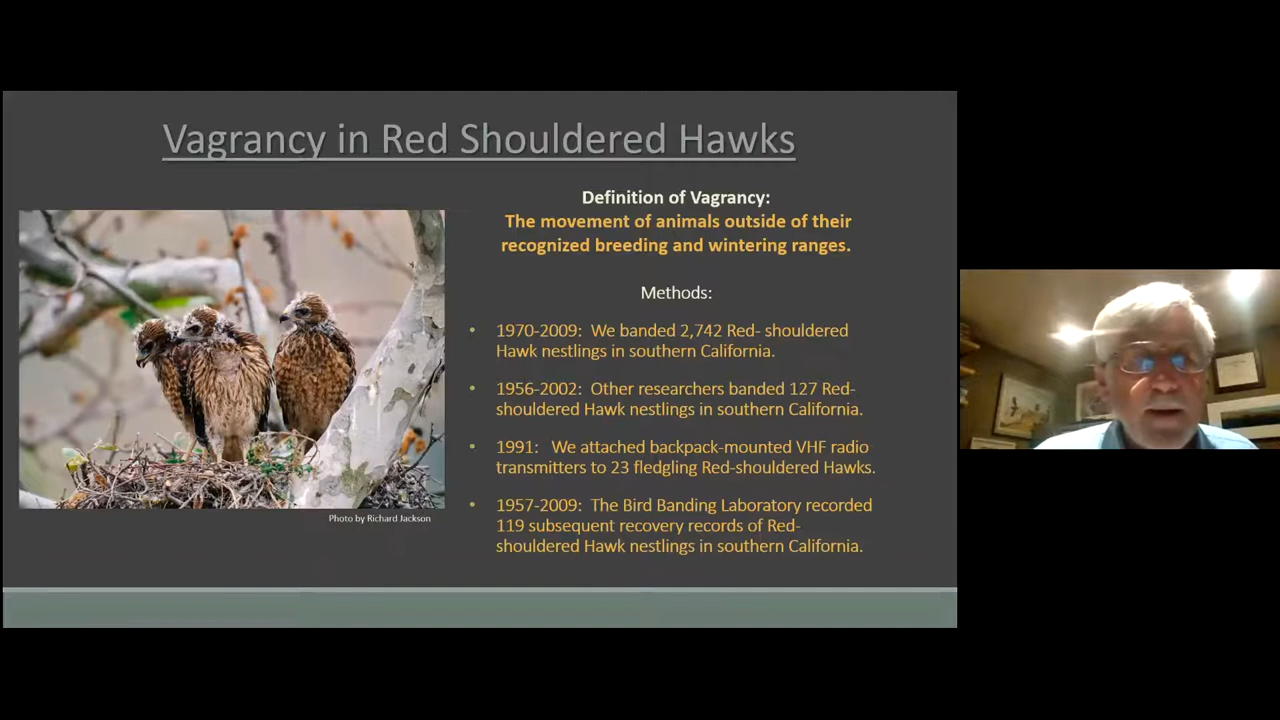 Vagrancy in Red Shouldered Hawks
Definition of Vagrancy:
The movement of animals outside of their
recognized breeding and wintering ranges.
Methods:
• 1970-2009: We banded 2,742 Red- shouldered
Hawk nestlings in southern California.
• 1956-2002: Other researchers banded 127 Red-
shouldered Hawk nestlings in southern California.
• 1991: We attached backpack-mounted VHF radio
transmitters to 23 fledgling Red-shouldered Hawks.
• 1957-2009: The Bird Banding Laboratory recorded
119 subsequent recovery records of Red-
shouldered Hawk nestlings in southern California.
Photo by Richard Jackson